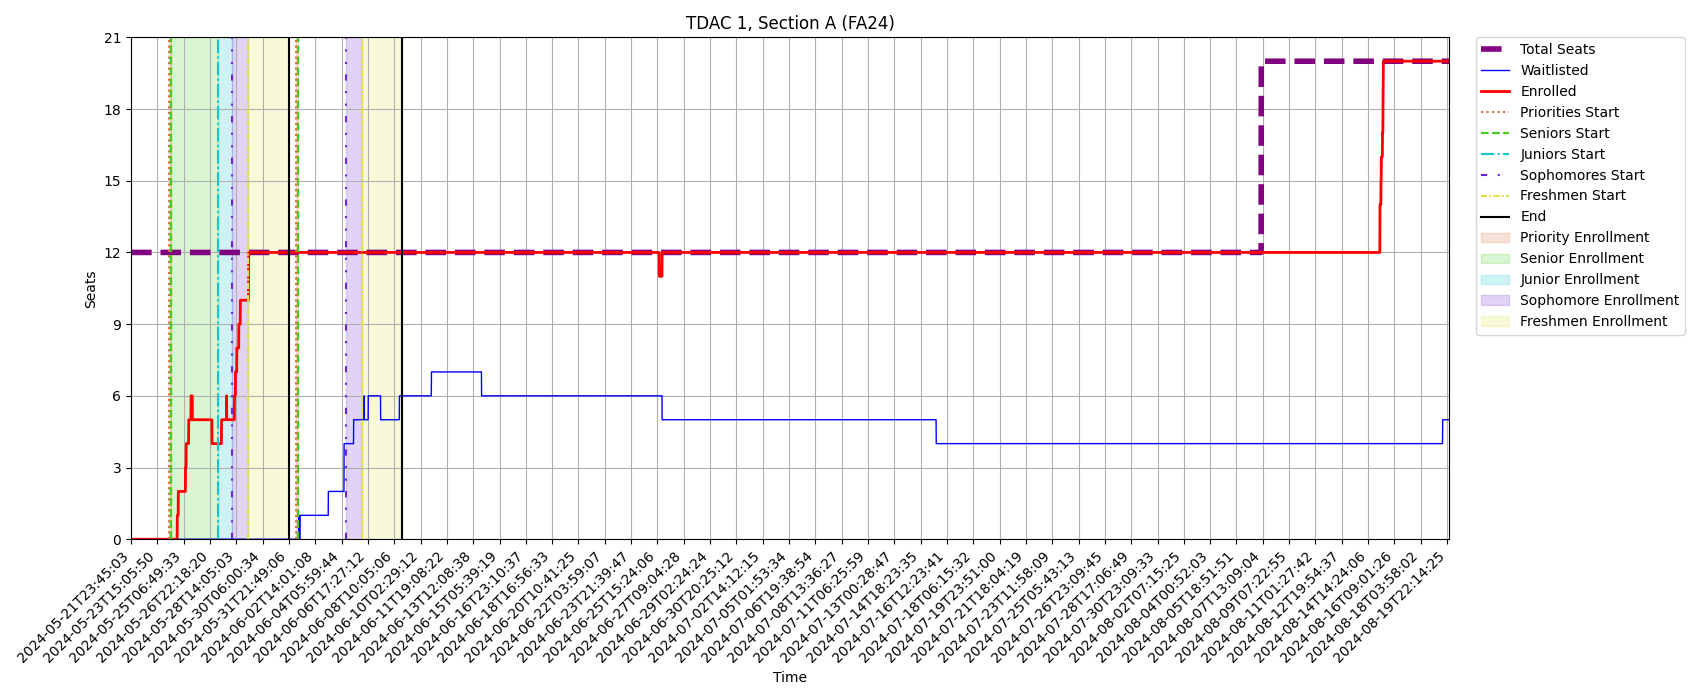 TDAC 1, Section A (FA24)
21
18
15
12
9
6
3
0
Seats
2024-05-21T23:45:03
2024-05-23T15:05:50
2024-05-25T06:49:33
2024-05-26T22:18:20
2024-05-28T14:05:03
2024-05-30T06:00:34
2024-05-31T21:49:06
2024-06-02T14:01:08
2024-06-04T05:59:44
2024-06-06T17:27:12
2024-06-08T10:05:06
2024-06-10T02:29:12
2024-06-11T19:08:22
2024-06-13T12:08:38
2024-06-15T05:39:19
2024-06-16T23:10:37
2024-06-18T16:56:33
2024-06-20T10:41:25
2024-06-22T03:59:07
2024-06-23T21:39:47
2024-06-25T15:24:06
2024-06-27T09:04:28
2024-06-29T02:24:24
2024-06-30T20:25:12
2024-07-02T14:12:15
2024-07-05T01:53:34
2024-07-06T19:38:54
2024-07-08T13:36:27
2024-07-11T06:25:59
2024-07-13T00:28:47
2024-07-14T18:23:35
2024-07-16T12:23:41
2024-07-18T06:15:32
2024-07-19T23:51:00
2024-07-21T18:04:19
2024-07-23T11:58:09
2024-07-25T05:43:13
2024-07-26T23:09:45
2024-07-28T17:06:49
2024-07-30T23:09:33
2024-08-02T07:15:25
2024-08-04T00:52:03
2024-08-05T18:51:51
2024-08-07T13:09:04
2024-08-09T07:22:55
2024-08-11T01:27:42
2024-08-12T19:54:37
2024-08-14T14:24:06
2024-08-16T09:01:26
2024-08-18T03:58:02
2024-08-19T22:14:25
Time
Total Seats
Waitlisted
Enrolled
Priorities Start
Seniors Start
Juniors Start
Sophomores Start
Freshmen Start
End
Priority Enrollment
Senior Enrollment
Junior Enrollment
Sophomore Enrollment
Freshmen Enrollment